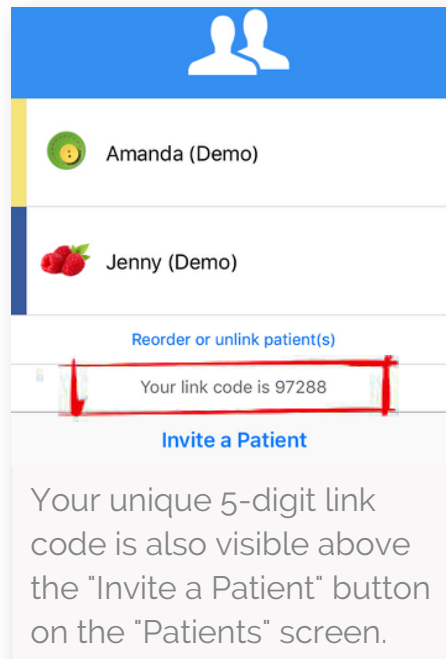 Amanda (Demo)
Jenny (Demo)
Reorder or unlink patient(s)
Your link code is 97288
Invite a Patient
Your unique 5-digit link
code is also visible above
the "Invite a Patient" button
on the "Patients" screen.